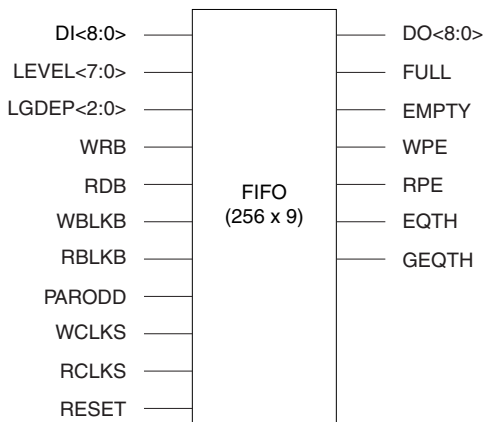 DI<8:0>
LEVEL<7:0>
LGDEP<2:0>
WRB
RDB
WBLKB
RBLKB
PARODD
WCLKS
RCLKS
RESET
FIFO
(256 x 9)
DO<8:0>
FULL
EMPTY
WPE
RPE
EQTH
GEQTH